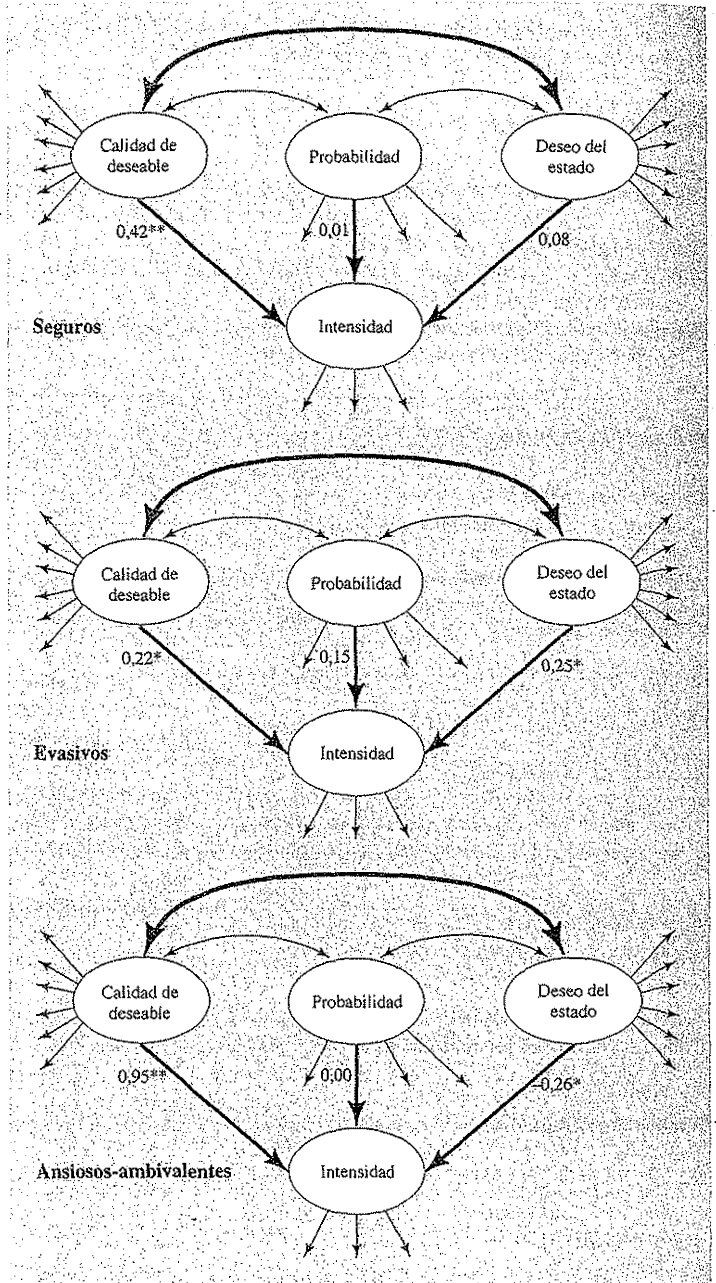 Calidad de
deseable
Probabilidad
Deseo del
estado
0,42**
0,01
0,08
Seguros
Intensidad
Calidad de
deseable
Probabilidad
Deseo del
estado
0,22*
0,15
0,25*
Evasivos
Intensidad
Calidad de
deseable
Probabilidad
Deseo del
estado
0,95**
0,00
-0,26*
Ansiosos-ambivalentes
Intensidad